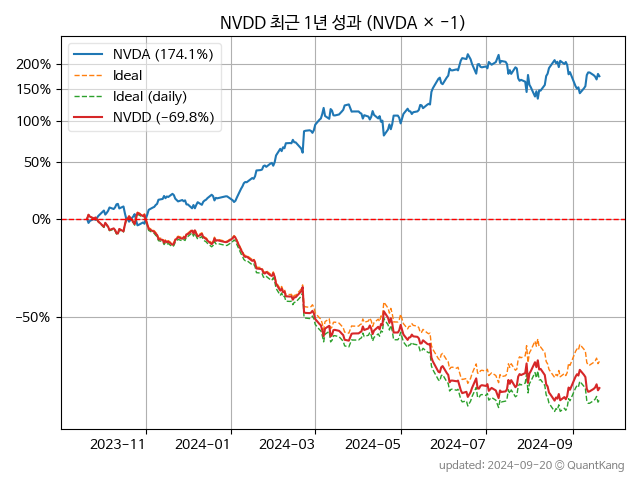 NVDD 최근 1년 성과 (NVDA × −1)
NVDA (174.1%)
Ideal
Ideal (daily)
NVDD (−69.8%)
200%
150%
100%
50%
0%
−50%
2023−11
2024−01
2024−03
2024−05
2024−07
2024−09
updated: 2024-09-20 © QuantKang